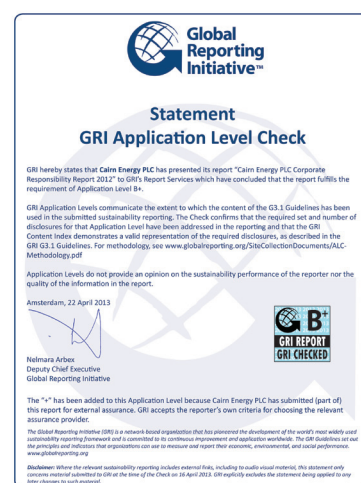 Global
Reporting
Initiative™
Statement
GRI Application Level Check
GRI hereby states that Cairn Energy PLC has presented its report "Cairn Energy PLC Corporate
Responsibility Report 2012" to GRI's Report Services which have concluded that the report fulfills the
requirement of Application Level B+.
GRI Application Levels communicate the extent to which the content of the G3.1 Guidelines has been
used in the submitted sustainability reporting. The Check confirms that the required set and number of
disclosures for that Application Level have been addressed in the reporting and that the GRI
Content Index demonstrates a valid representation of the required disclosures, as described in the
GRI G3.1 Guidelines. For methodology, see www.globalreporting.org/SiteCollectionDocuments/ALC-
Methodology.pdf
Application Levels do not provide an opinion on the sustainability performance of the reporter nor the
quality of the information in the report.
Amsterdam, 22 April 2013
B+
GRI REPORT
GRI CHECKED
Nelmara Arbex
Deputy Chief Executive
Global Reporting Initiative
The "+" has been added to this Application Level because Cairn Energy PLC has submitted (part of)
this report for external assurance. GRI accepts the reporter's own criteria for choosing the relevant
assurance provider.
The Global Reporting Initiative (GRI) is a network-based organization that has pioneered the development of the world's most widely used
sustainability reporting framework and is committed to its continuous improvement and application worldwide. The GRI Guidelines set out
the principles and indicators that organizations can use to measure and report their economic, environmental, and social performance.
www.globalreporting.org
Disclaimer: Where the relevant sustainability reporting includes external links, including to audio visual material, this statement only
concerns material submitted to GRI at the time of the Check on 16 April 2013. GRI explicitly excludes the statement being applied to any
later changes to such material.